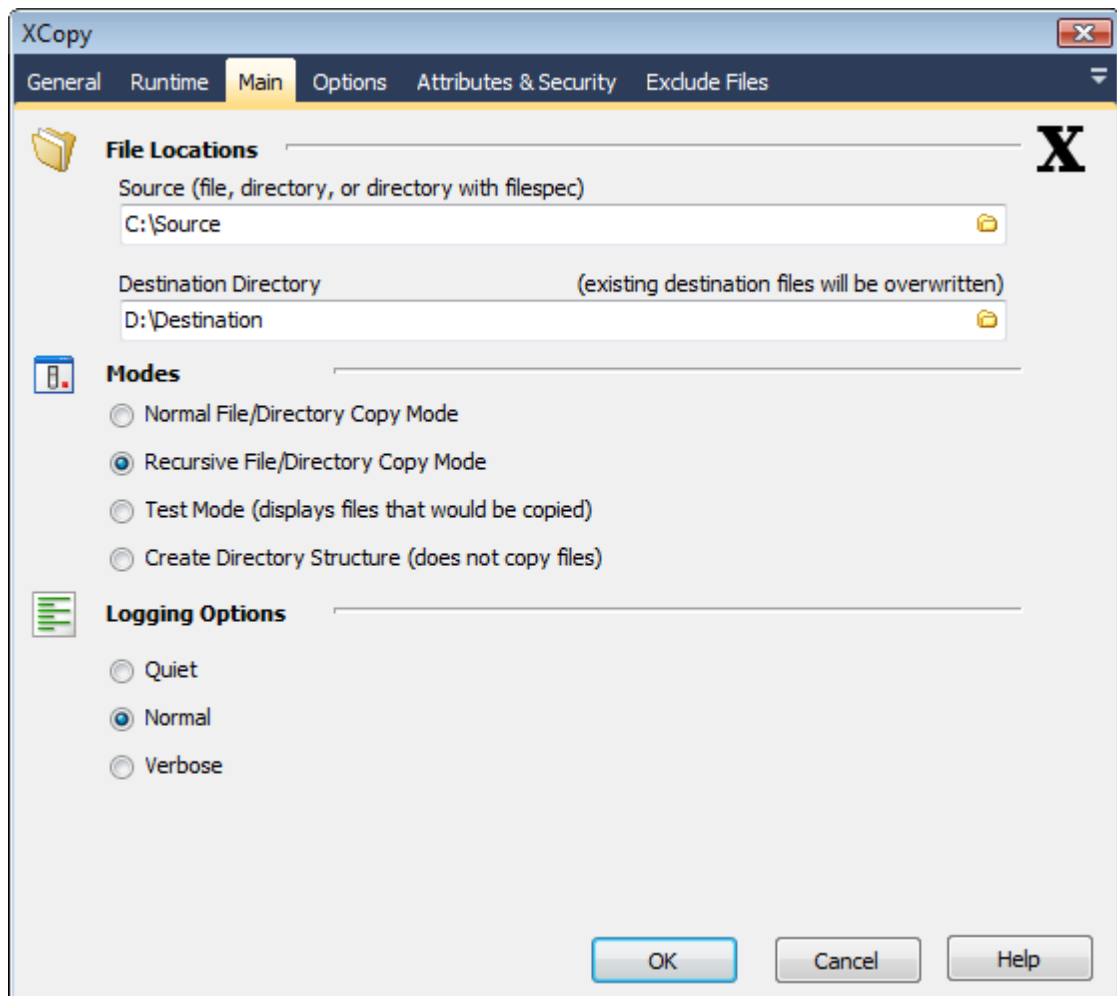 XCopy
General Runtime Main Options Attributes & Security Exclude Files
File Locations
X
Source (file, directory, or directory with filespec)
C:\Source
Destination Directory (existing destination files will be overwritten)
D:\Destination
Modes
Normal File/Directory Copy Mode
Recursive File/Directory Copy Mode
Test Mode (displays files that would be copied)
Create Directory Structure (does not copy files)
Logging Options
Quiet
Normal
Verbose
OK Cancel Help